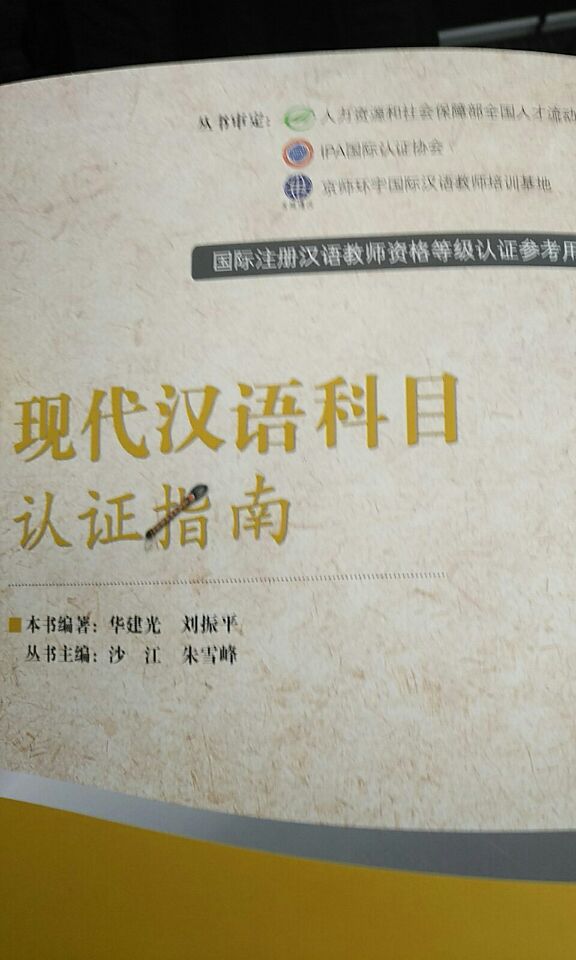 丛书审定: 人力资源和社会保障部全国人才流动
IPA国际认证协会
京师环宇国际汉语教师培训基地
国际注册汉语教师资格等级认证参考用
现代汉语科目
认证指南
本书编著: 华建光 刘振平
丛书主编: 沙 江 朱雪峰